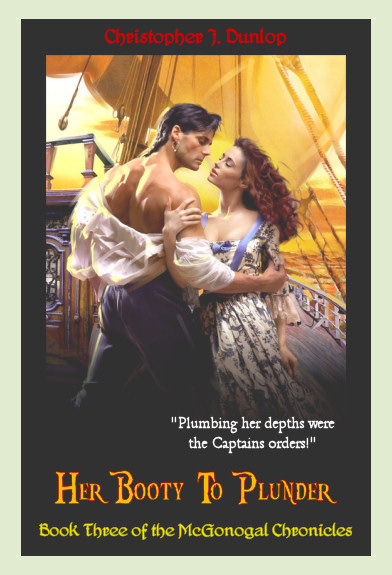 Christopher J. Dunlop
"Plumbing her depths were
the Captains orders!"
Her Booty To Plunder
Book Three of the McGonogal Chronicles